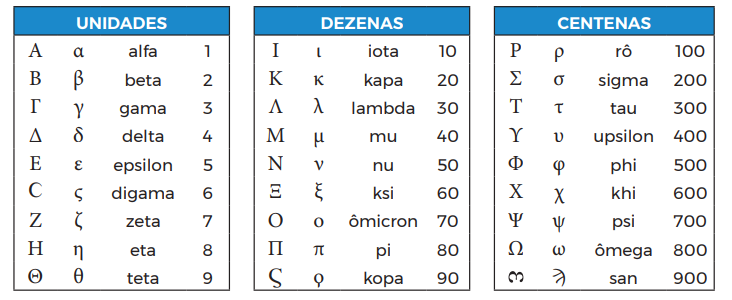 UNIDADES
Α α alfa 1
Β β beta 2
Γ γ gama 3
Δ δ delta 4
Ε ε epsilon 5
Ϲ ς digama 6
Ζ ζ zeta 7
Η η eta 8
Θ θ teta 9
DEZENAS
Ι ι iota 10
Κ κ kapa 20
Λ λ lambda 30
Μ μ mu 40
Ν ν nu 50
Ξ ξ ksi 60
Ο ο ômicron 70
Π π pi 80
Ϛ ϙ kopa 90
CENTENAS
Ρ ρ rô 100
Σ σ sigma 200
Τ τ tau 300
Υ υ upsilon 400
Φ φ phi 500
Χ χ khi 600
Ψ ψ psi 700
Ω ω ômega 800
ϡ san 900